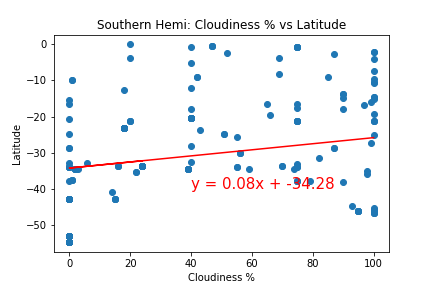 Southern Hemi: Cloudiness % vs Latitude
0
−10
−20
−30
−40
−50
Latitude
y = 0.08x + -34.28
0 20 40 60 80 100
Cloudiness %